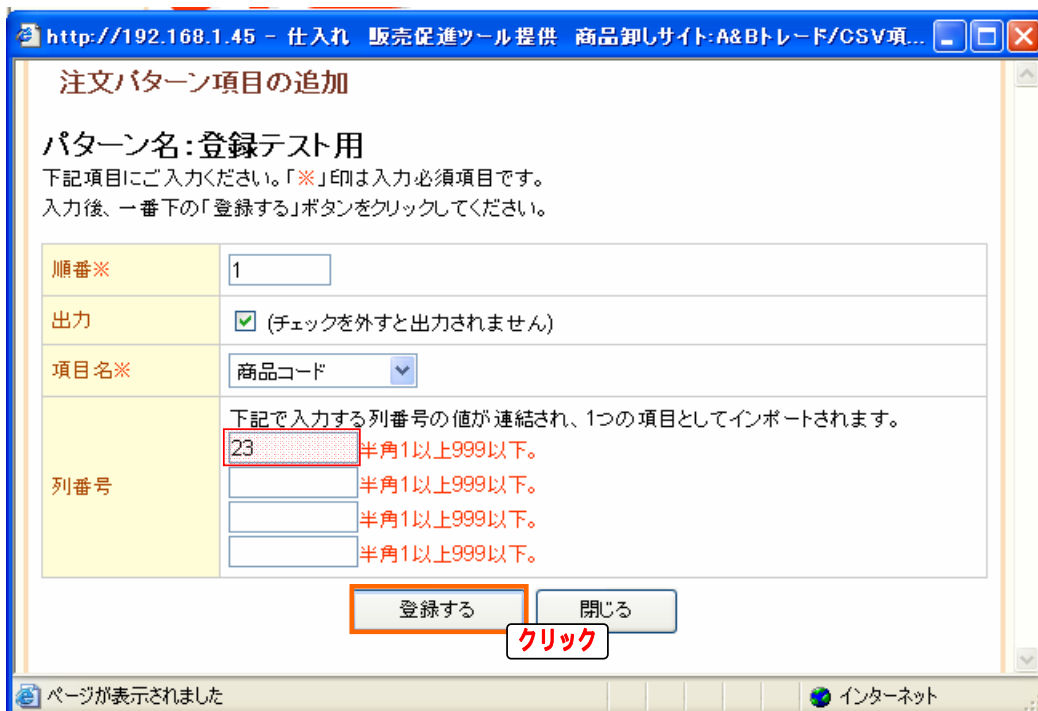 http://192.168.1.45 - 仕入れ 販売促進ツール提供 商品卸しサイト:A&Bトレード/CSV項...
注文パターン項目の追加
パターン名:登録テスト用
下記項目にご入力ください。「※」印は入力必須項目です。
入力後、一番下の「登録する」ボタンをクリックしてください。
順番※ 1
出力 (チェックを外すと出力されません)
項目名※ 商品コード
下記で入力する列番号の値が連結され、1つの項目としてインポートされます。
23 半角1以上999以下。
列番号 半角1以上999以下。
半角1以上999以下。
半角1以上999以下。
登録する 閉じる
クリック
ページが表示されました インターネット